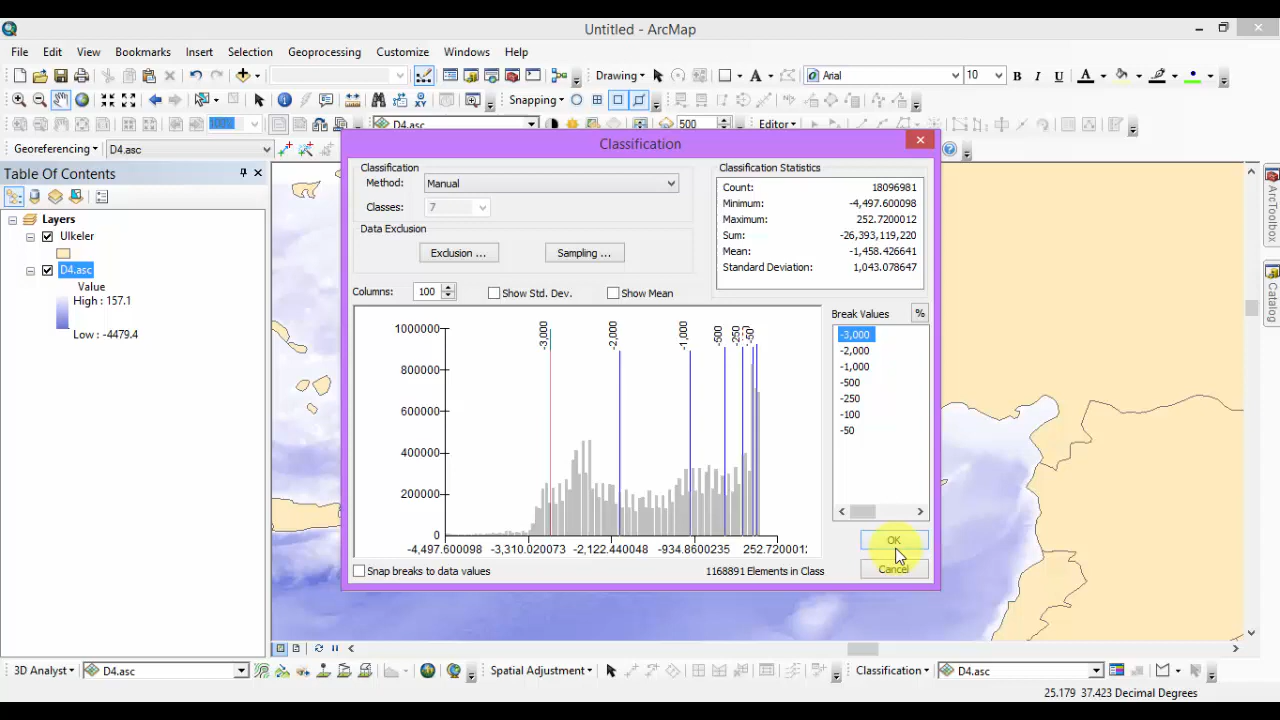 Untitled - ArcMap
File Edit View Bookmarks Insert Selection Geoprocessing Customize Windows Help
Drawing Arial 10 B I U A
Snapping
100% D4.asc 500 Editor
Georeferencing D4.asc
Table Of Contents
Layers
Ulkeler
D4.asc
Value
High : 157.1
Low : -4479.4
Classification
Classification
Method: Manual
Classes: 7
Data Exclusion
Exclusion ... Sampling ...
Classification Statistics
Count: 18096981
Minimum: -4,497.600098
Maximum: 252.7200012
Sum: -26,393,119,220
Mean: -1,458.426641
Standard Deviation: 1,043.078647
Columns: 100 Show Std. Dev. Show Mean
Break Values %
-3,000
-2,000
-1,000
-500
-250
-100
-50
1000000
800000
600000
400000
200000
0
-3,000 -2,000 -1,000 -500 -250 -50
-4,497.600098 -3,310.020073 -2,122.440048 -934.8600235 252.720001
OK
Cancel
Snap breaks to data values 1168891 Elements in Class
ArcToolbox
Catalog
3D Analyst D4.asc Spatial Adjustment Classification D4.asc
25.179 37.423 Decimal Degrees